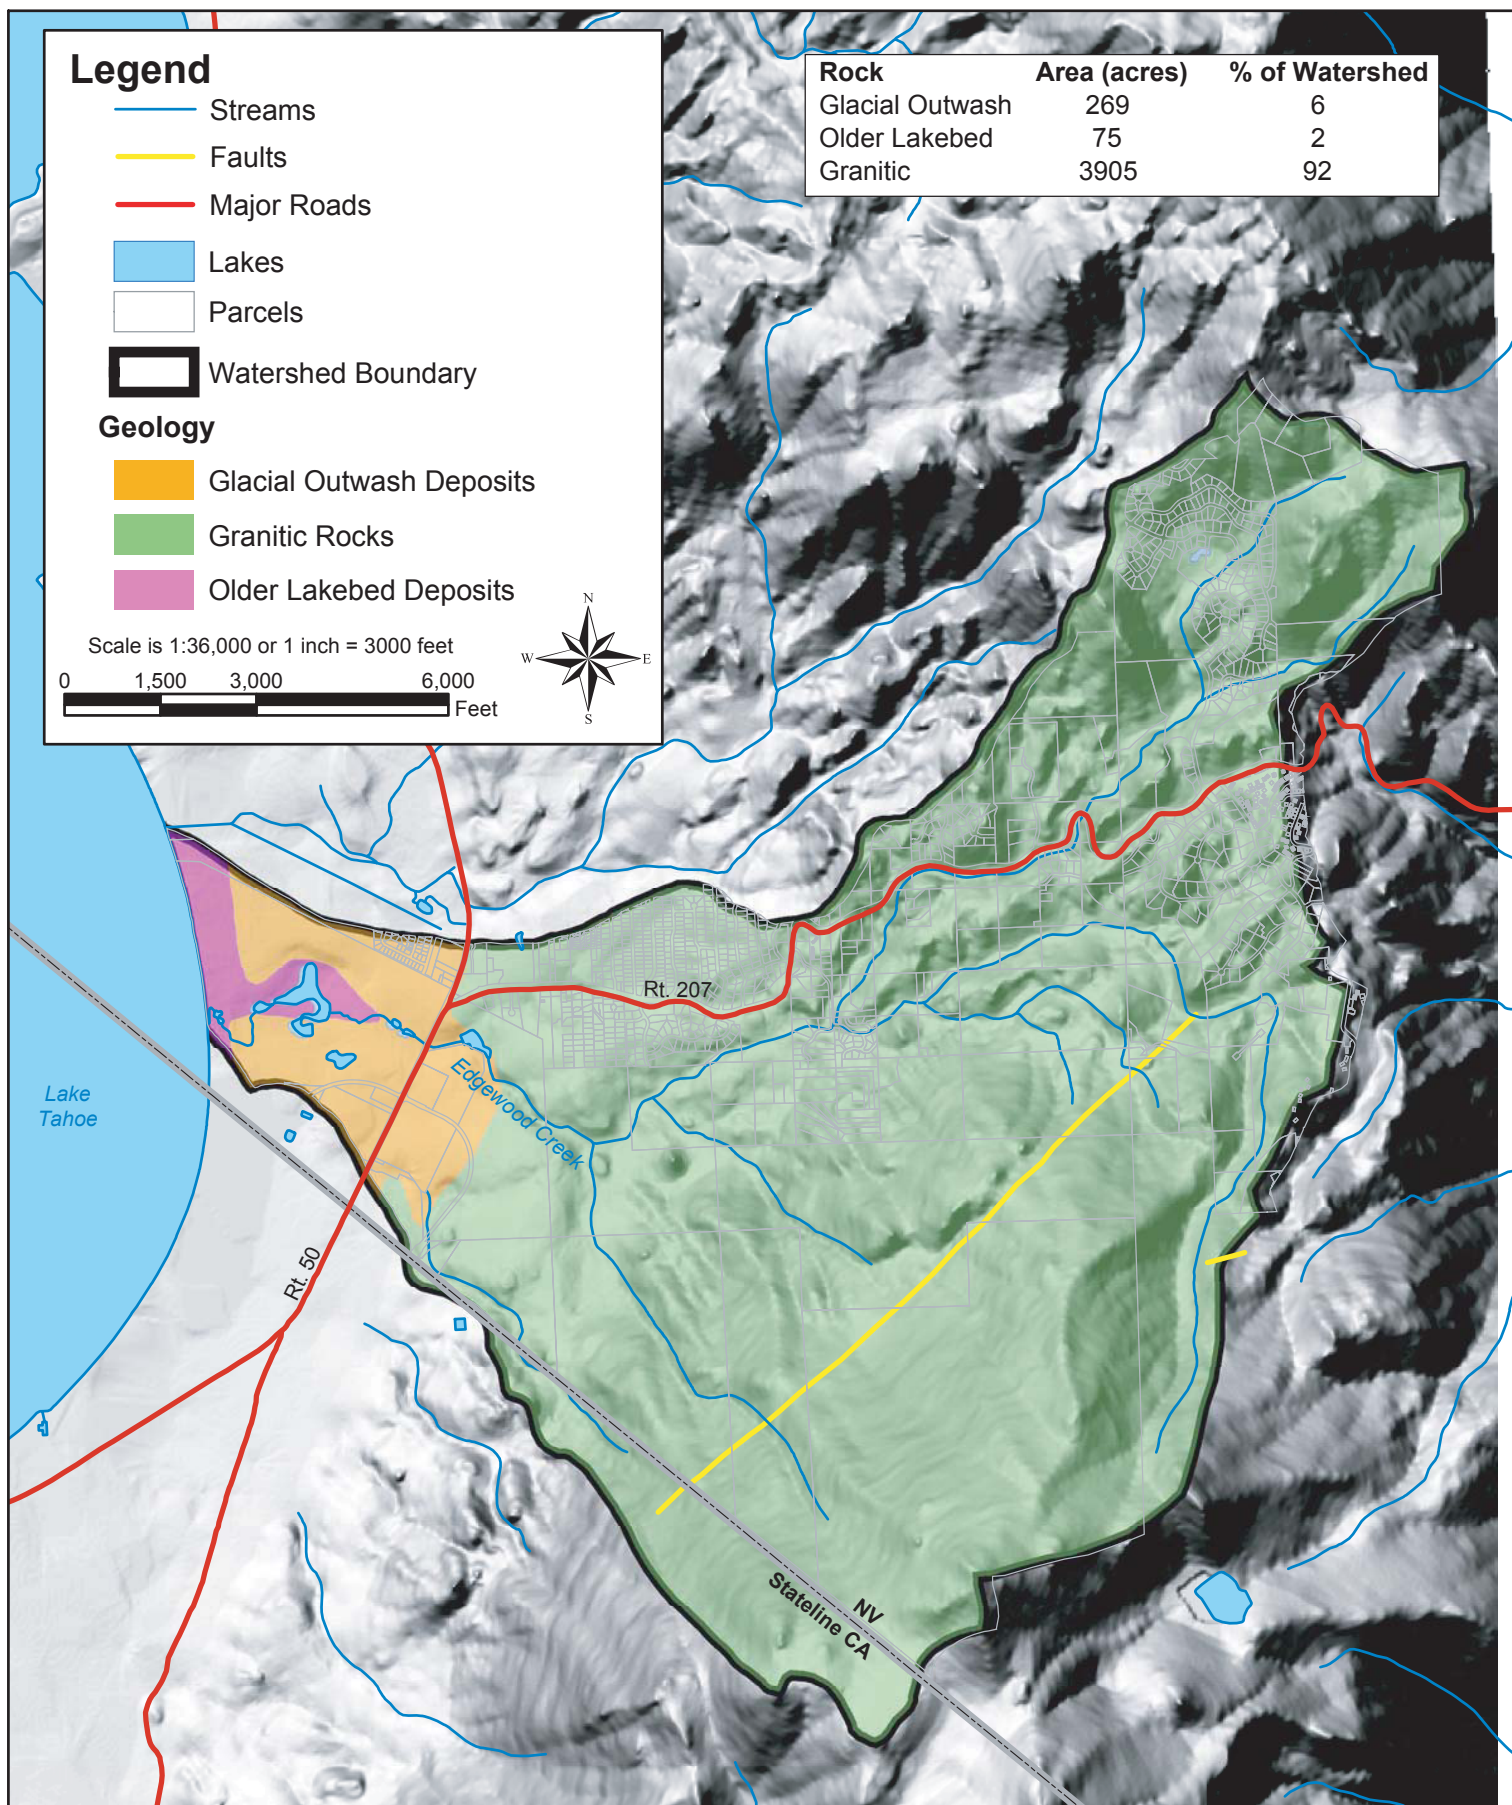 Legend
Streams
Faults
Major Roads
Lakes
Parcels
Watershed Boundary
Geology
Glacial Outwash Deposits
Granitic Rocks
Older Lakebed Deposits
Scale is 1:36,000 or 1 inch = 3000 feet
0 1,500 3,000 6,000
Feet
N
W E
S
Rock Area (acres) % of Watershed
Glacial Outwash 269 6
Older Lakebed 75 2
Granitic 3905 92
Rt. 207
Edgewood Creek
Lake
Tahoe
Rt. 50
NV
Stateline CA